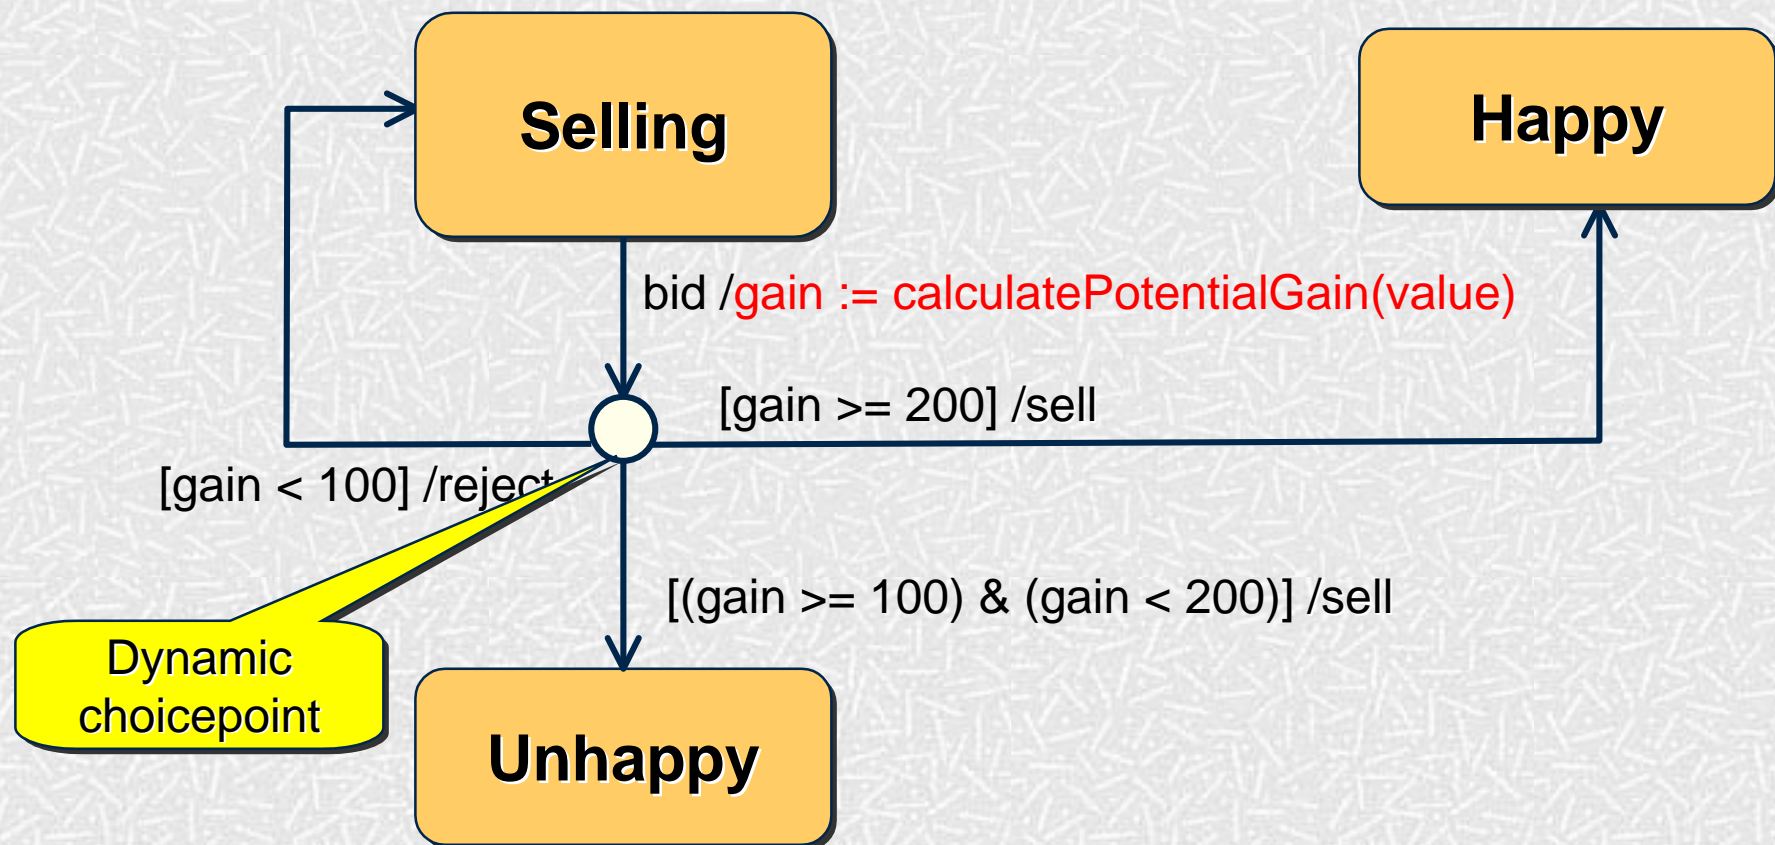 Selling
Happy
bid /gain := calculatePotentialGain(value)
[gain >= 200] /sell
[gain < 100] /reject
[(gain >= 100) & (gain < 200)] /sell
Dynamic
choicepoint
Unhappy